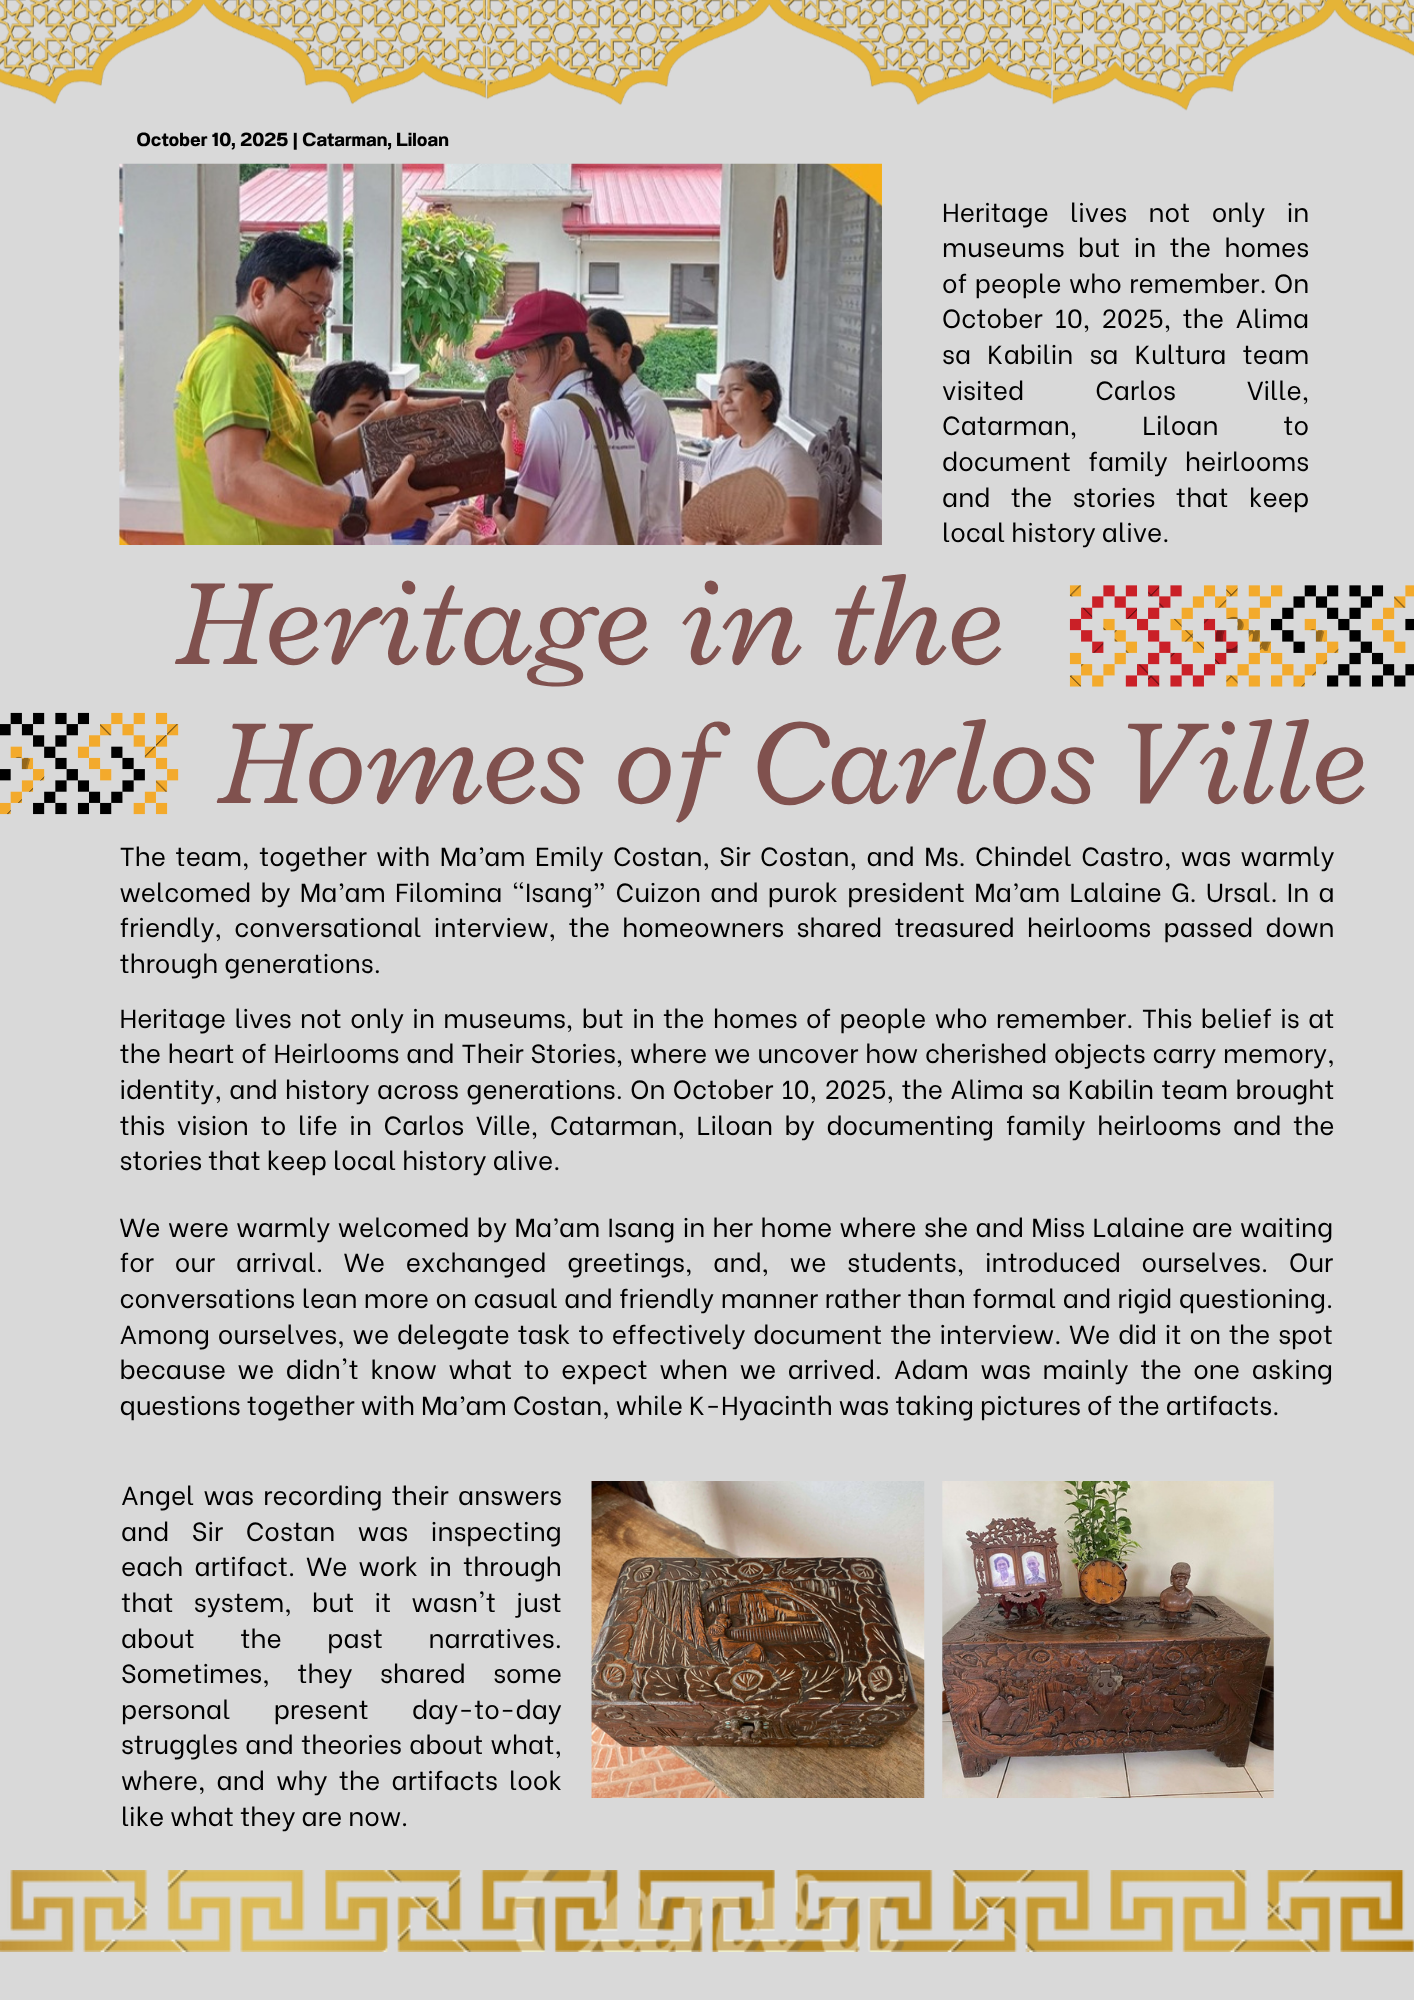 October 10, 2025 | Catarman, Liloan
Heritage lives not only in
museums but in the homes
of people who remember. On
October 10, 2025, the Alima
sa Kabilin sa Kultura team
visited Carlos Ville,
Catarman, Liloan to
document family heirlooms
and the stories that keep
local history alive.
Heritage in the
Homes of Carlos Ville
The team, together with Ma’am Emily Costan, Sir Costan, and Ms. Chindel Castro, was warmly
welcomed by Ma’am Filomina “Isang” Cuizon and purok president Ma’am Lalaine G. Ursal. In a
friendly, conversational interview, the homeowners shared treasured heirlooms passed down
through generations.
Heritage lives not only in museums, but in the homes of people who remember. This belief is at
the heart of Heirlooms and Their Stories, where we uncover how cherished objects carry memory,
identity, and history across generations. On October 10, 2025, the Alima sa Kabilin team brought
this vision to life in Carlos Ville, Catarman, Liloan by documenting family heirlooms and the
stories that keep local history alive.
We were warmly welcomed by Ma’am Isang in her home where she and Miss Lalaine are waiting
for our arrival. We exchanged greetings, and, we students, introduced ourselves. Our
conversations lean more on casual and friendly manner rather than formal and rigid questioning.
Among ourselves, we delegate task to effectively document the interview. We did it on the spot
because we didn’t know what to expect when we arrived. Adam was mainly the one asking
questions together with Ma’am Costan, while K-Hyacinth was taking pictures of the artifacts.
Angel was recording their answers
and Sir Costan was inspecting
each artifact. We work in through
that system, but it wasn’t just
about the past narratives.
Sometimes, they shared some
personal present day-to-day
struggles and theories about what,
where, and why the artifacts look
like what they are now.
Canva